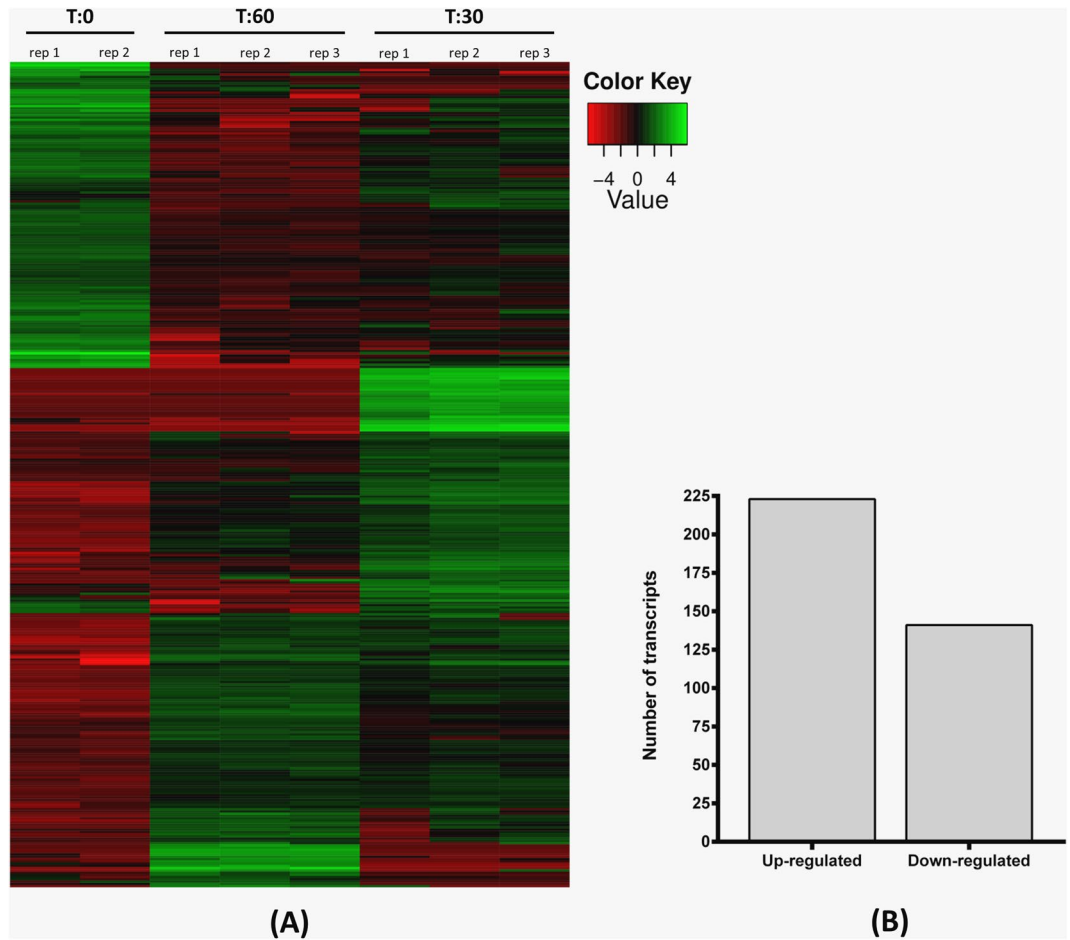 T:0 T:60 T:30
rep 1 rep 2 rep 1 rep 2 rep 3 rep 1 rep 2 rep 3
Color Key
−4 0 4
Value
225
200
175
150
125
100
75
50
25
0
Number of transcripts
Up-regulated Down-regulated
(A) (B)